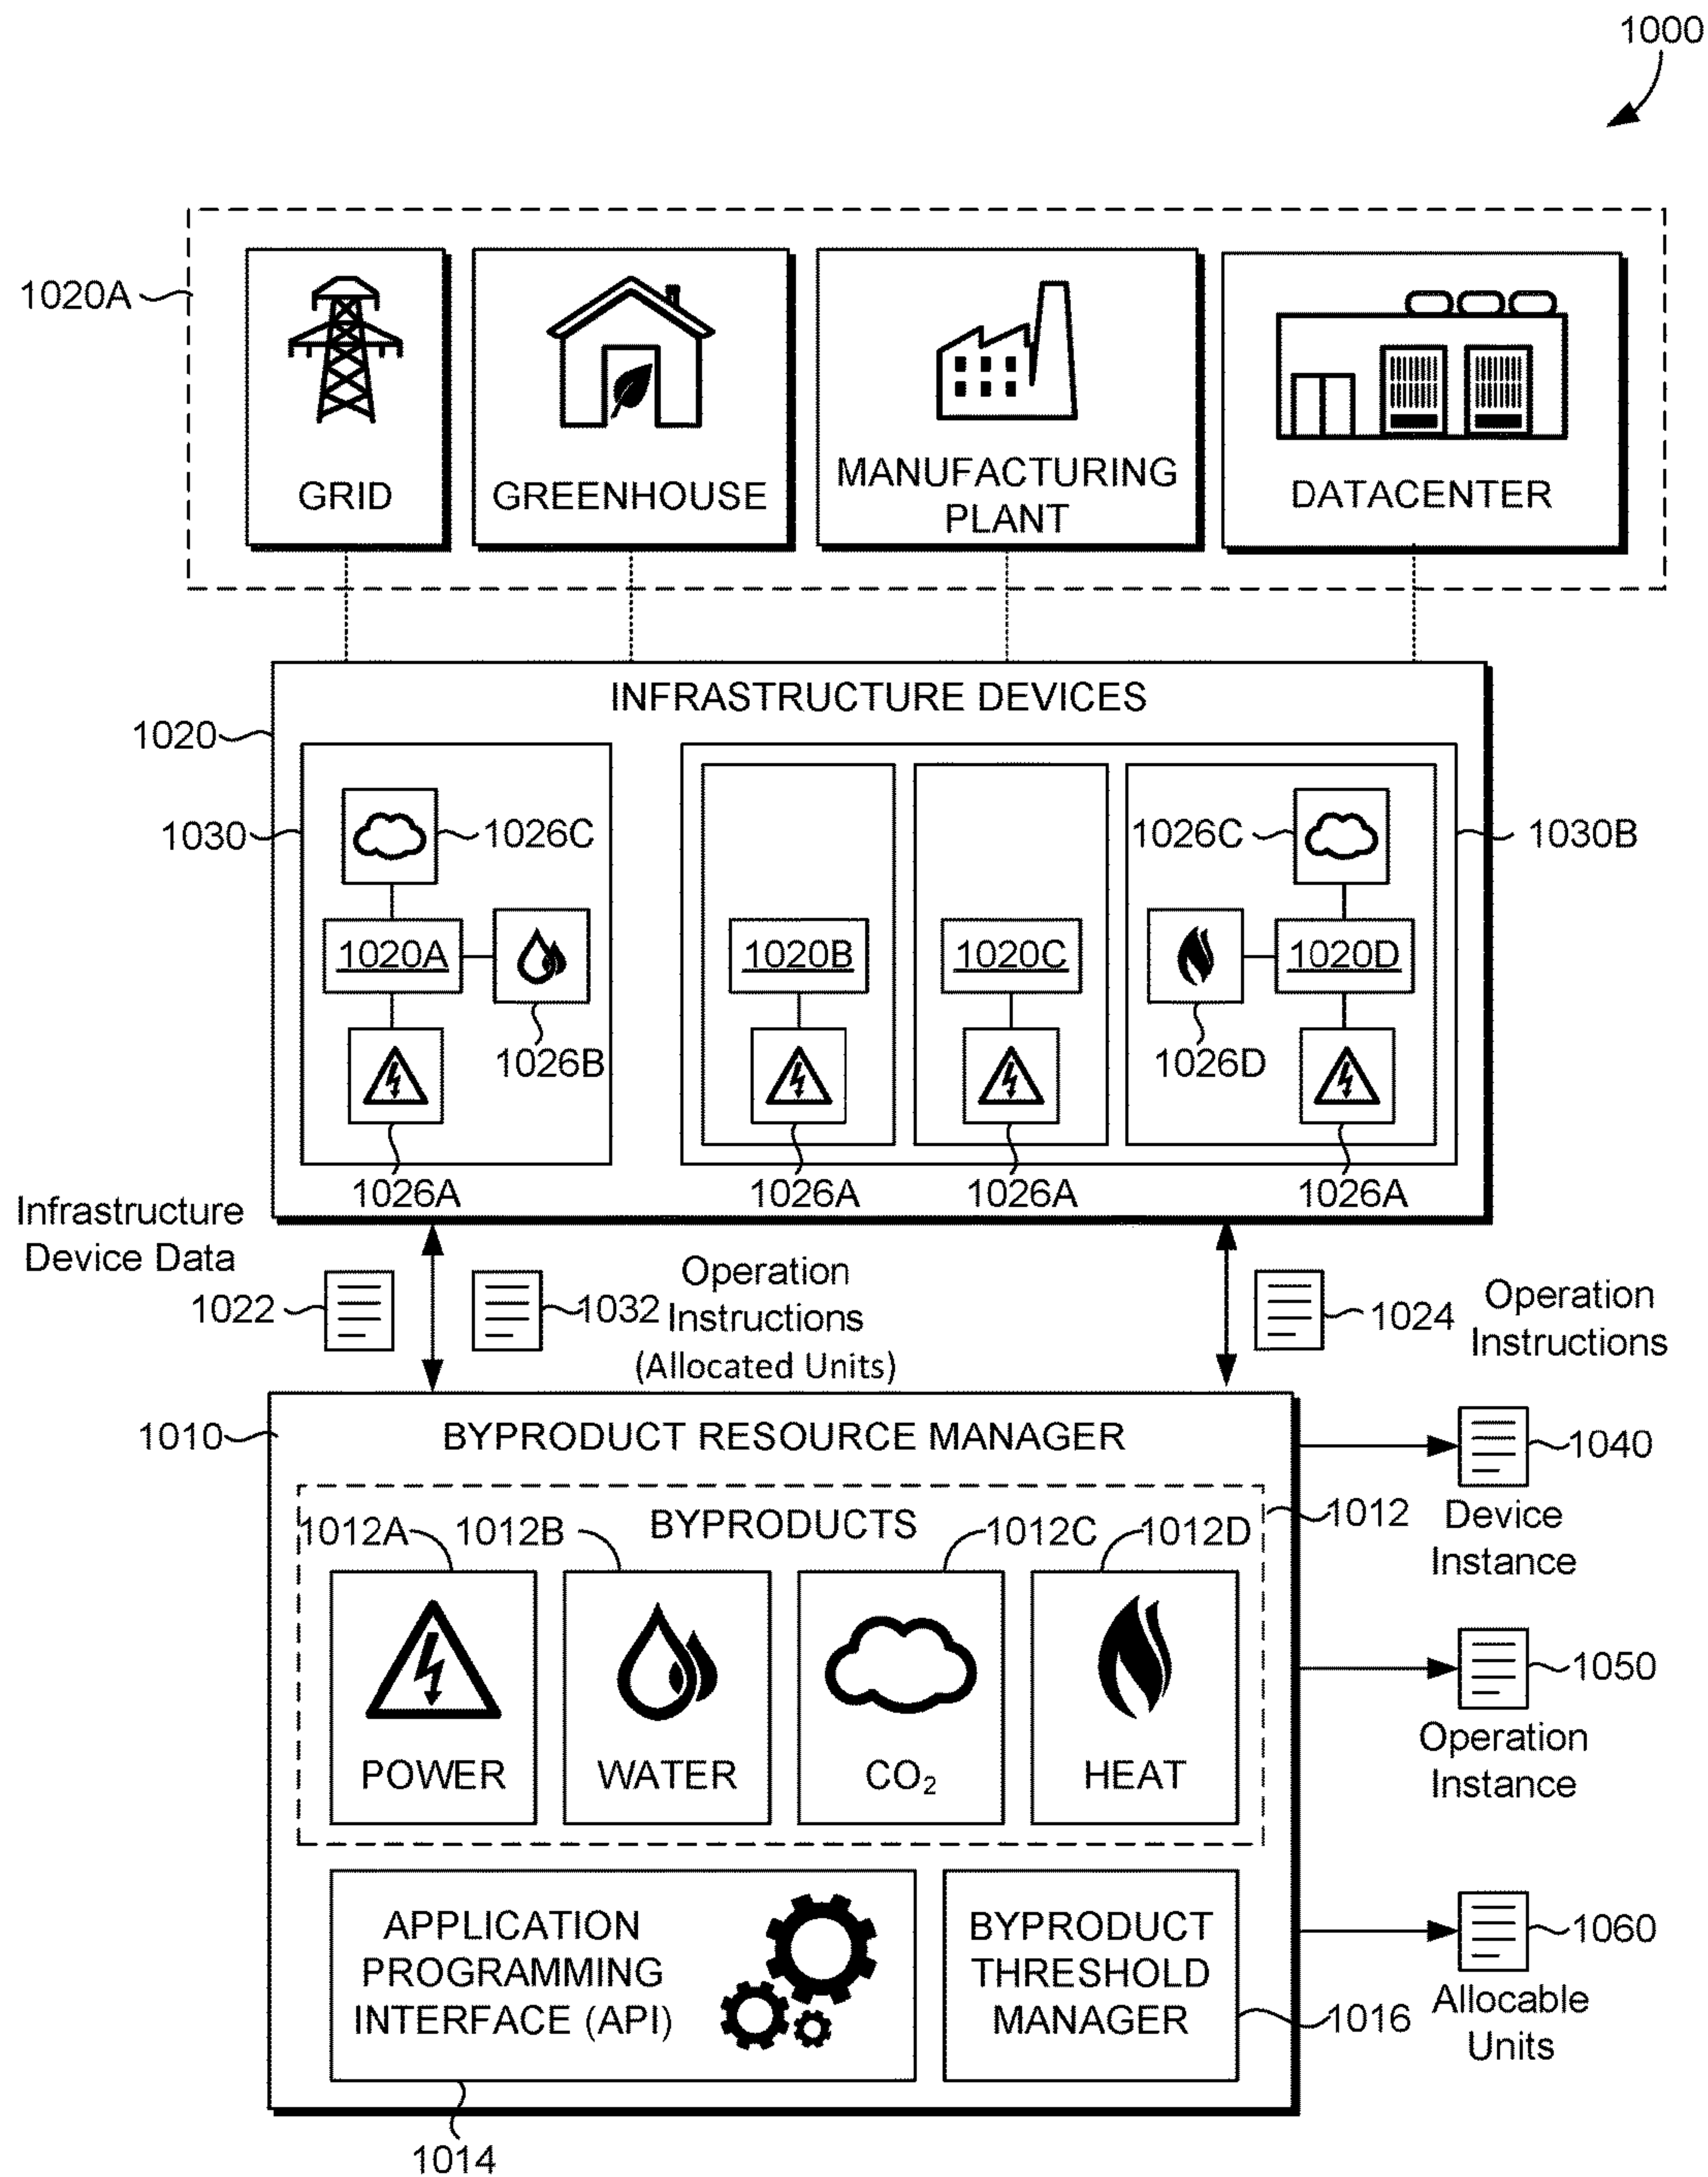 1000
1020A
GRID
GREENHOUSE
MANUFACTURING
PLANT
DATACENTER
INFRASTRUCTURE DEVICES
1020
1030
1026C
1026C
1030B
1020A
1020B
1020C
1020D
1026B
1026D
1026A
1026A
1026A
1026A
Infrastructure
Device Data
1022
1032
Operation
Instructions
(Allocated Units)
1024
Operation
Instructions
1010
BYPRODUCT RESOURCE MANAGER
1040
Device
Instance
BYPRODUCTS
1012
1012A
1012B
1012C
1012D
POWER
WATER
CO₂
HEAT
1050
Operation
Instance
APPLICATION
PROGRAMMING
INTERFACE (API)
BYPRODUCT
THRESHOLD
MANAGER
1060
Allocable
Units
1016
1014